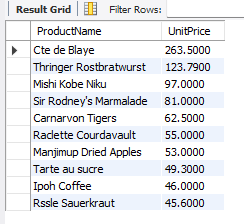 Result Grid Filter Rows:
ProductName UnitPrice
Cte de Blaye 263.5000
Thringer Rostbratwurst 123.7900
Mishi Kobe Niku 97.0000
Sir Rodney's Marmalade 81.0000
Carnarvon Tigers 62.5000
Raclette Courdavault 55.0000
Manjimup Dried Apples 53.0000
Tarte au sucre 49.3000
Ipoh Coffee 46.0000
Rssle Sauerkraut 45.6000